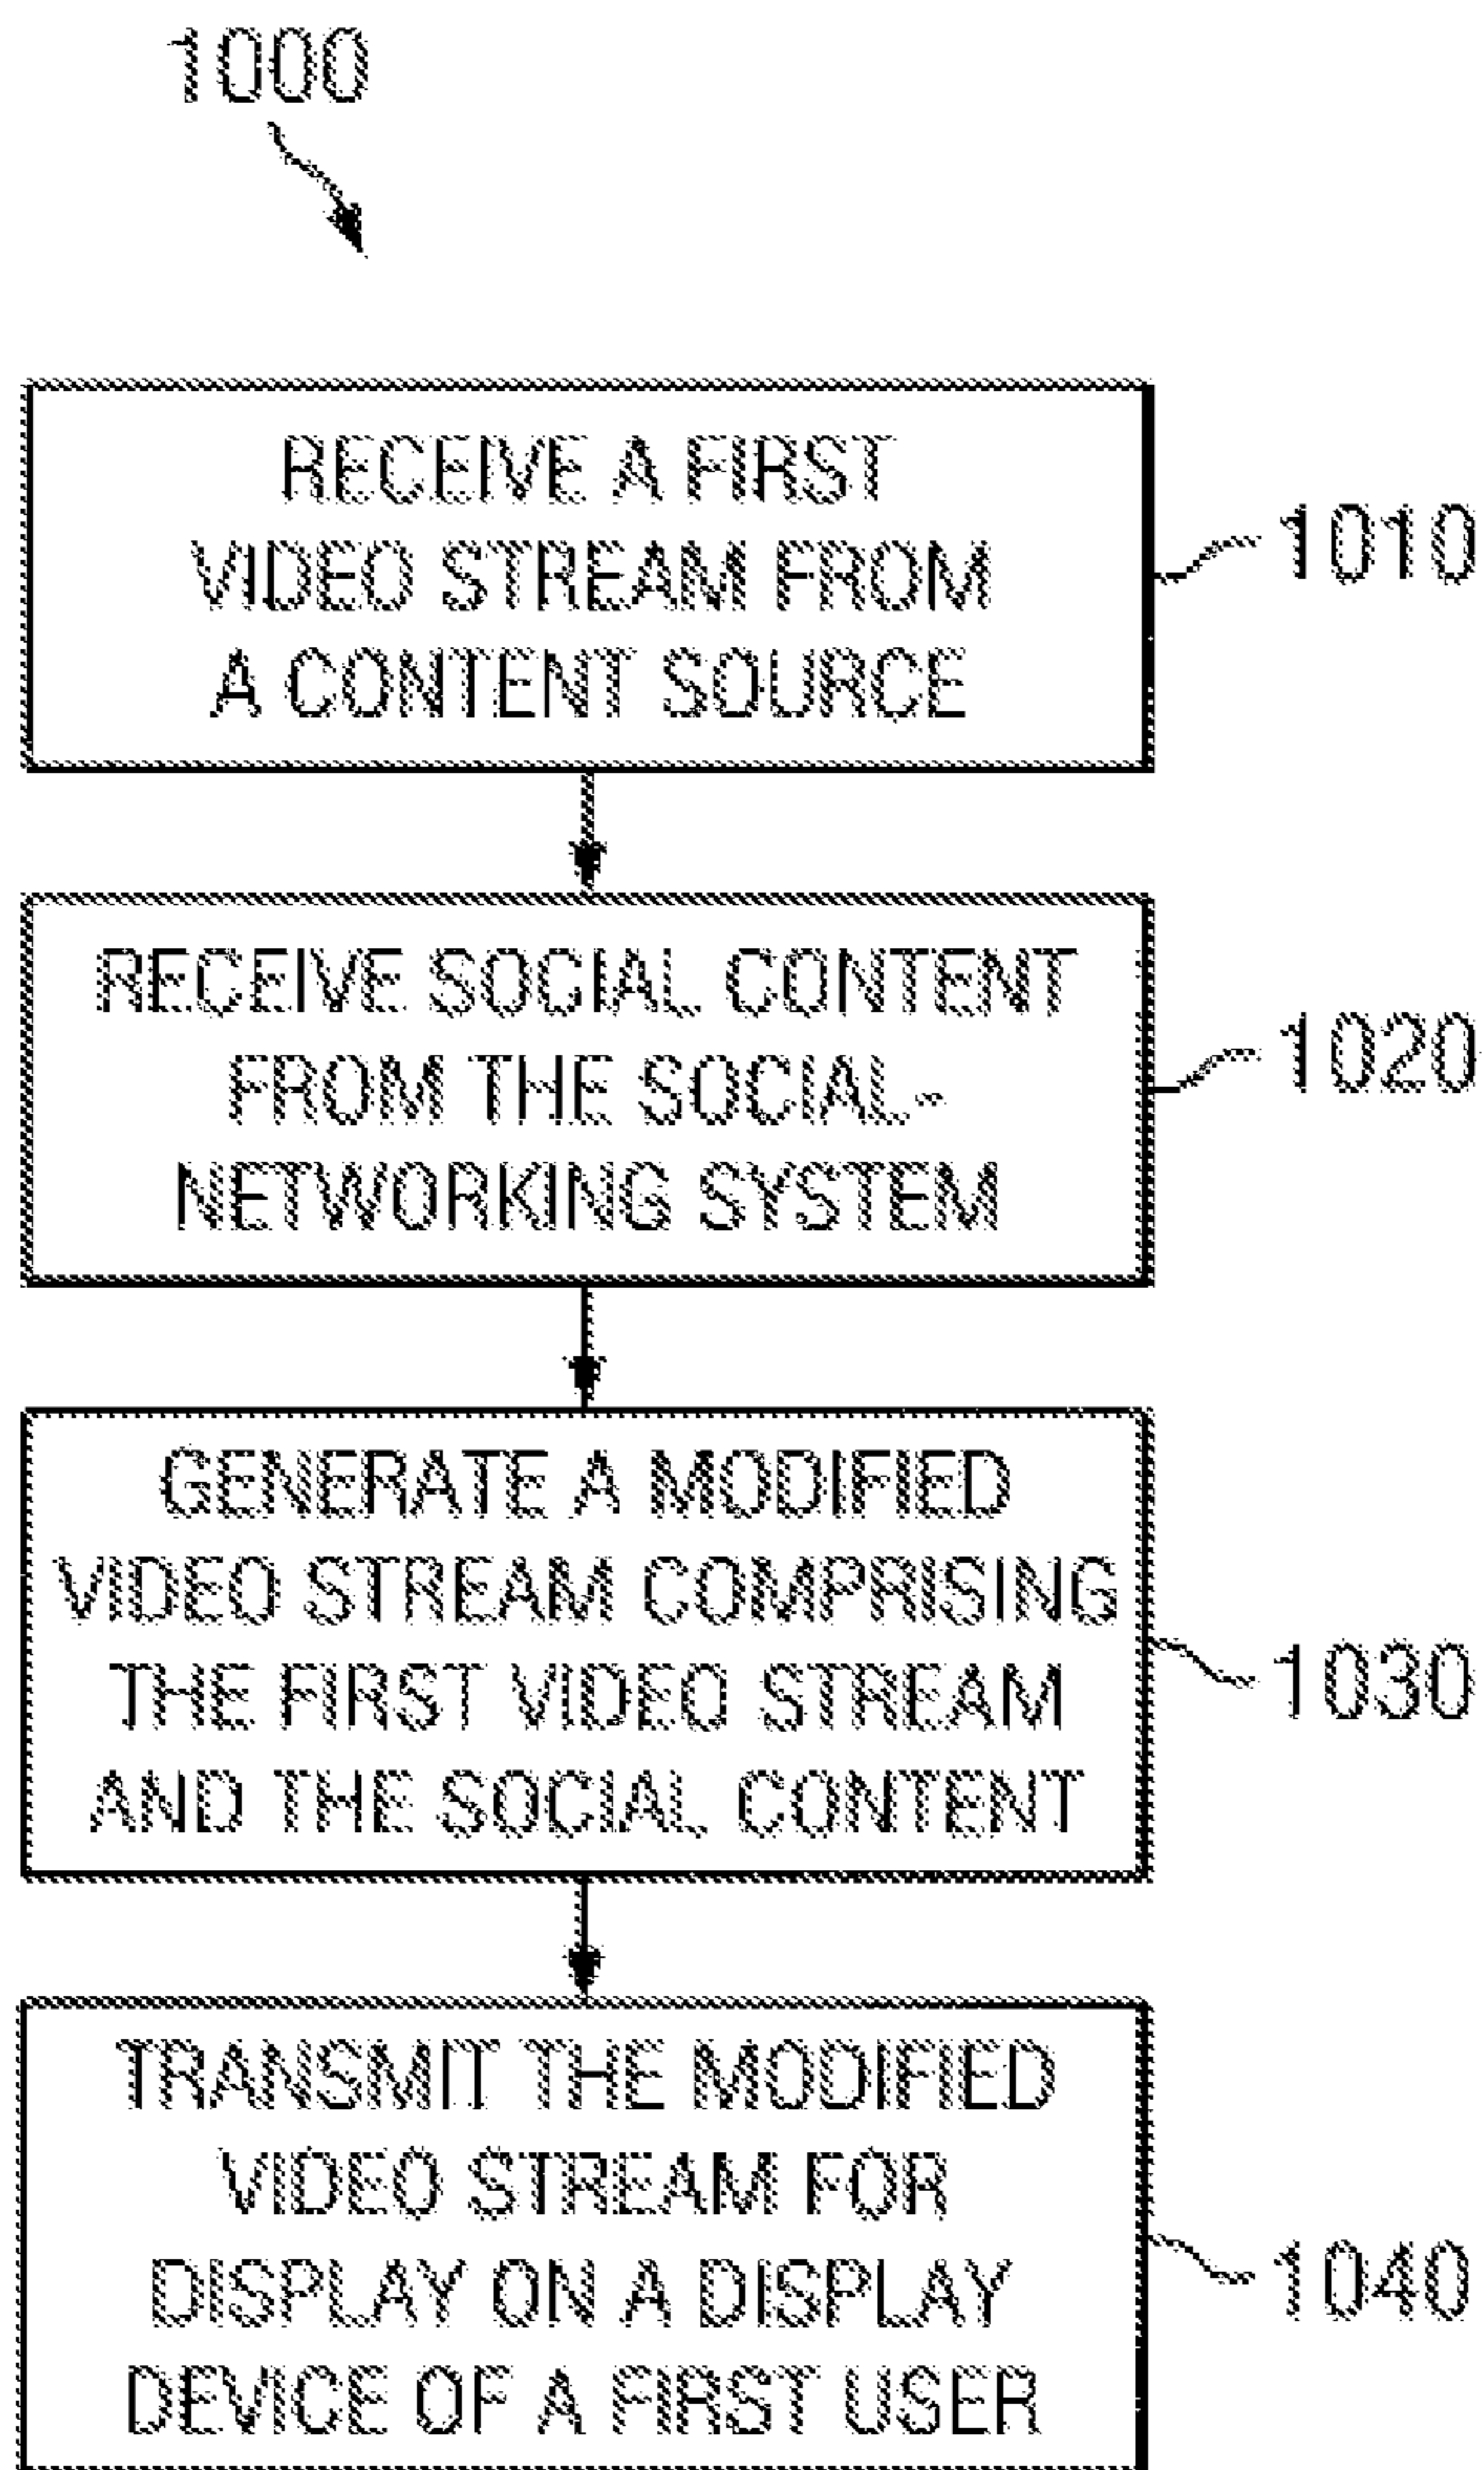 1000
RECEIVE A FIRST
VIDEO STREAM FROM
A CONTENT SOURCE
1010
RECEIVE SOCIAL CONTENT
FROM THE SOCIAL-
NETWORKING SYSTEM
1020
GENERATE A MODIFIED
VIDEO STREAM COMPRISING
THE FIRST VIDEO STREAM
AND THE SOCIAL CONTENT
1030
TRANSMIT THE MODIFIED
VIDEO STREAM FOR
DISPLAY ON A DISPLAY
DEVICE OF A FIRST USER
1040